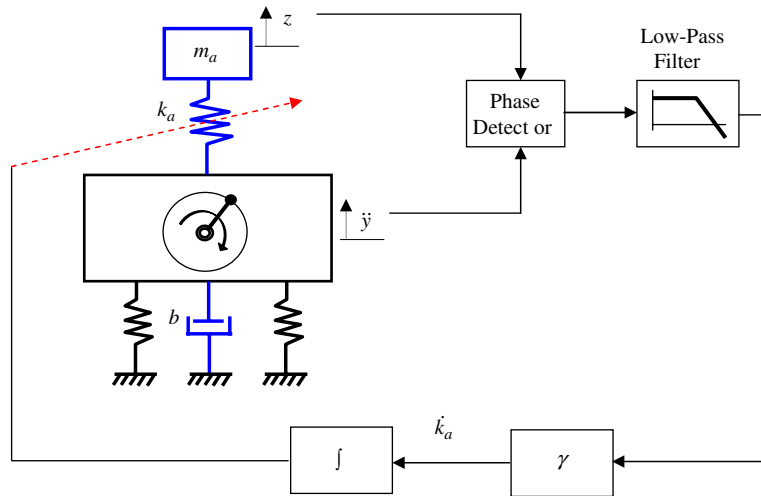 z
m_a
Low-Pass
Filter
k_a
Phase
Detect or
ÿ
b
k̇_a
∫
γ